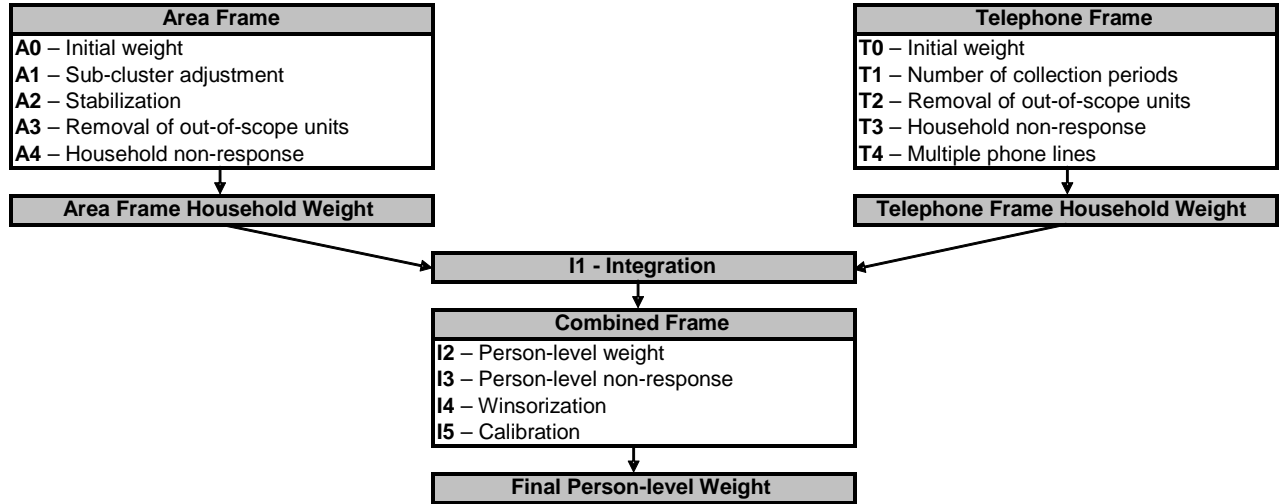 Area Frame
A0 – Initial weight
A1 – Sub-cluster adjustment
A2 – Stabilization
A3 – Removal of out-of-scope units
A4 – Household non-response
Area Frame Household Weight
Telephone Frame
T0 – Initial weight
T1 – Number of collection periods
T2 – Removal of out-of-scope units
T3 – Household non-response
T4 – Multiple phone lines
Telephone Frame Household Weight
I1 - Integration
Combined Frame
I2 – Person-level weight
I3 – Person-level non-response
I4 – Winsorization
I5 – Calibration
Final Person-level Weight